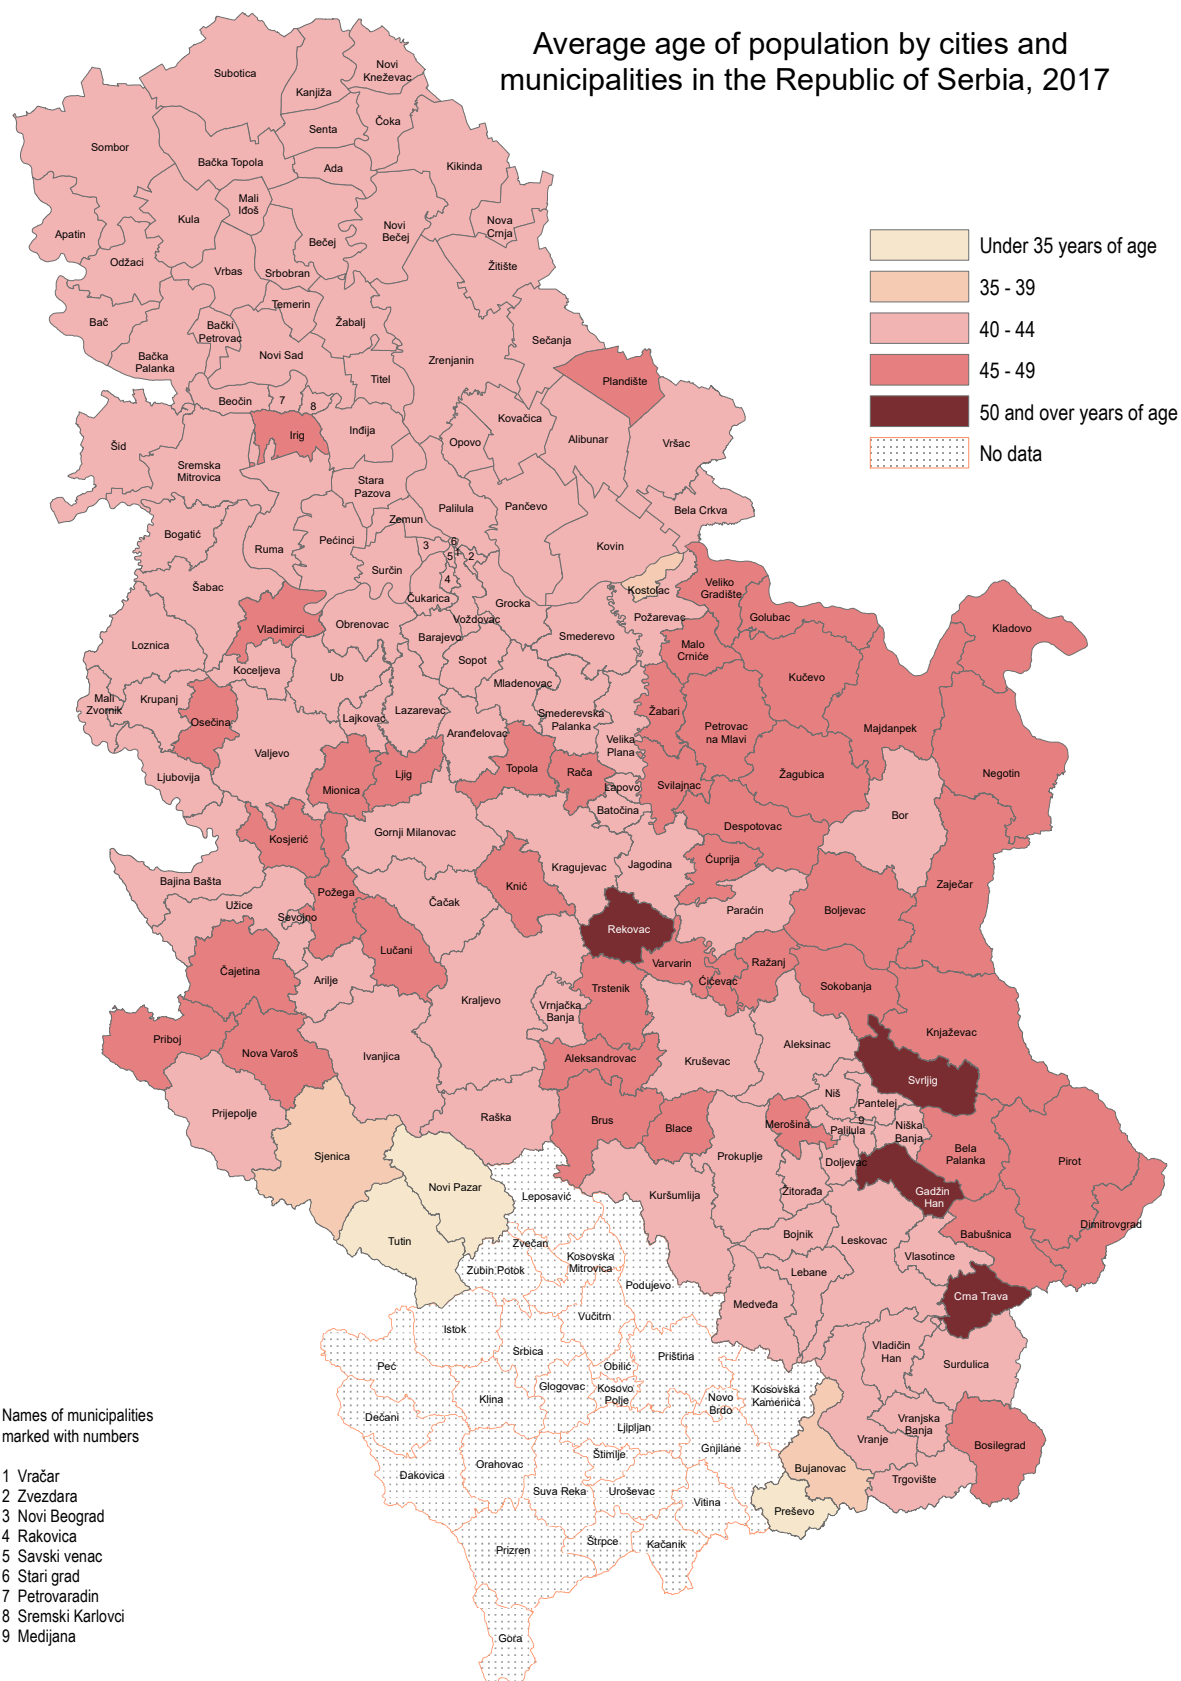 Average age of population by cities and
municipalities in the Republic of Serbia, 2017
Under 35 years of age
35 - 39
40 - 44
45 - 49
50 and over years of age
No data
Subotica
Kanjiža
Novi
Kneževac
Senta
Čoka
Sombor
Bačka Topola
Ada
Kikinda
Mali
Iđoš
Kula
Apatin
Bečej
Novi
Bečej
Nova
Crnja
Odžaci
Vrbas
Srbobran
Žitište
Temerin
Bač
Bački
Petrovac
Žabalj
Sečanja
Bačka
Palanka
Novi Sad
Zrenjanin
Titel
Plandište
Beočin
7
8
Kovačica
Irig
Inđija
Opovo
Alibunar
Vršac
Šid
Sremska
Mitrovica
Stara
Pazova
Palilula
Pančevo
Bela Crkva
Zemun
Bogatić
Ruma
Pećinci
3
6
1
5
2
Kovin
Surčin
4
Šabac
Čukarica
Grocka
Kostolac
Veliko
Gradište
Vladimirci
Obrenovac
Voždovac
Barajevo
Smederevo
Požarevac
Golubac
Kladovo
Loznica
Malo
Crniće
Koceljeva
Ub
Sopot
Kučevo
Mali
Zvornik
Krupanj
Mladenovac
Osečina
Lajkovac
Lazarevac
Smederevska
Palanka
Žabari
Petrovac
na Mlavi
Majdanpek
Aranđelovac
Velika
Plana
Valjevo
Ljubovija
Mionica
Ljig
Topola
Rača
Lapovo
Svilajnac
Žagubica
Negotin
Batočina
Bor
Kosjerić
Gornji Milanovac
Despotovac
Kragujevac
Jagodina
Ćuprija
Bajina Bašta
Požega
Knić
Zaječar
Užice
Sevojno
Čačak
Paraćin
Boljevac
Rekovac
Lučani
Čajetina
Arilje
Varvarin
Ćićevac
Ražanj
Trstenik
Sokobanja
Kraljevo
Vrnjačka
Banja
Priboj
Nova Varoš
Ivanjica
Aleksandrovac
Kruševac
Aleksinac
Knjaževac
Svrljig
Prijepolje
Raška
Brus
Blace
Merošina
Niš
Pantelej
9
Palilula
Niška
Banja
Sjenica
Prokuplje
Doljevac
Bela
Palanka
Pirot
Novi Pazar
Leposavić
Kuršumlija
Žitorađa
Gadžin
Han
Dimitrovgrad
Tutin
Zvečan
Bojnik
Leskovac
Babušnica
Kosovska
Mitrovica
Vlasotince
Zubin Potok
Podujevo
Lebane
Crna Trava
Medveđa
Vučitrn
Istok
Srbica
Vladičin
Han
Surdulica
Peć
Obilić
Priština
Glogovac
Kosovo
Polje
Klina
Novo
Brdo
Kosovska
Kamenica
Dečani
Ljipljan
Vranjska
Banja
Vranje
Bosilegrad
Gnjilane
Štimlje
Đakovica
Orahovac
Bujanovac
Trgovište
Suva Reka
Uroševac
Vitina
Preševo
Prizren
Štrpce
Kačanik
Gora
Names of municipalities
marked with numbers
1 Vračar
2 Zvezdara
3 Novi Beograd
4 Rakovica
5 Savski venac
6 Stari grad
7 Petrovaradin
8 Sremski Karlovci
9 Medijana